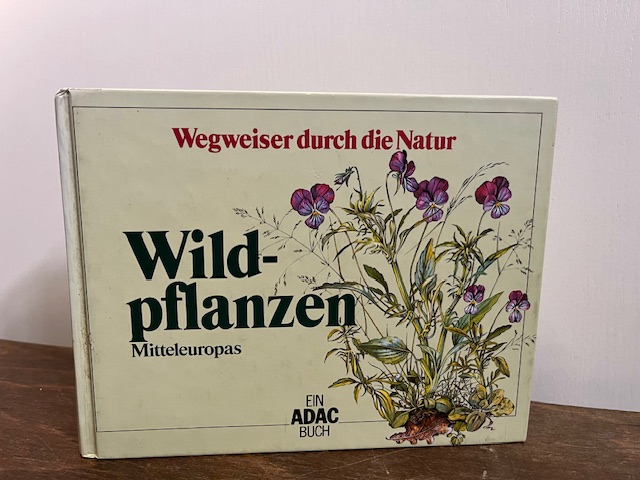 Wegweiser durch die Natur
Wild-
pflanzen
Mitteleuropas
EIN
ADAC
BUCH